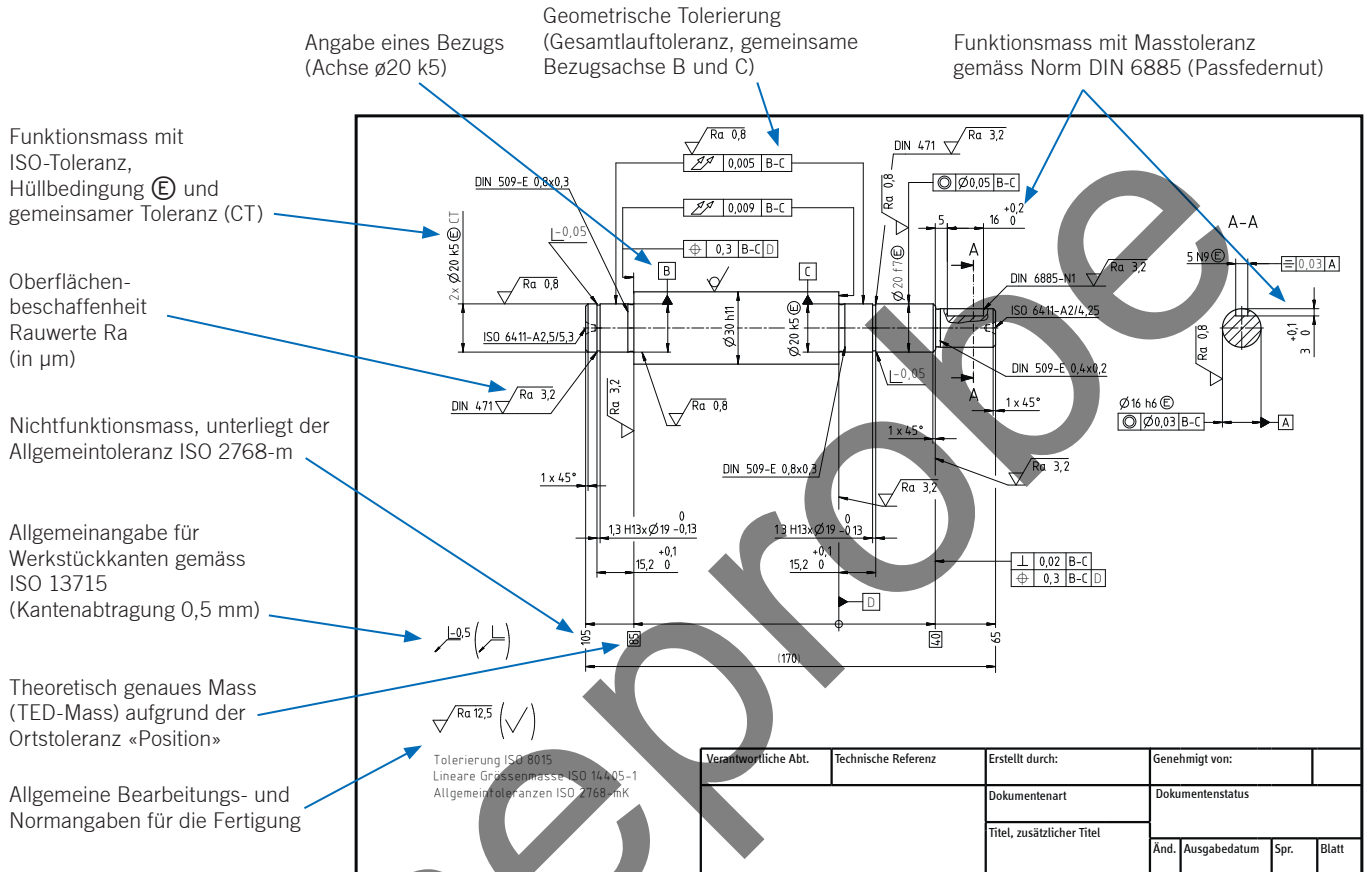 Angabe eines Bezugs
(Achse ø20 k5)
Geometrische Tolerierung
(Gesamtlauftoleranz, gemeinsame
Bezugsachse B und C)
Funktionsmass mit Masstoleranz
gemäss Norm DIN 6885 (Passfedernut)
Funktionsmass mit
ISO-Toleranz,
Hüllbedingung Ⓔ und
gemeinsamer Toleranz (CT)
Oberflächen-
beschaffenheit
Rauwerte Ra
(in µm)
Nichtfunktionsmass, unterliegt der
Allgemeintoleranz ISO 2768-m
Allgemeinangabe für
Werkstückkanten gemäss
ISO 13715
(Kantenabtragung 0,5 mm)
Theoretisch genaues Mass
(TED-Mass) aufgrund der
Ortstoleranz «Position»
Allgemeine Bearbeitungs- und
Normangaben für die Fertigung
Ra 0,8
0,005 B-C
DIN 471
Ra 3,2
DIN 509-E 0,8x0,3
0,009 B-C
Ra 0,8
Ø0,05 B-C
5
16 +0,2 0
A-A
2x Ø20 k5 Ⓔ CT
-0,05
0,3 B-C D
Ø20 f7 Ⓔ
A
5 N9 Ⓔ
0,03 A
Ra 0,8
B
C
DIN 6885-N1
Ra 3,2
ISO 6411-A2,5/5,3
Ø30 h11
Ø20 k5 Ⓔ
ISO 6411-A2/4,25
3 +0,1 0
Ra 0,8
DIN 471
Ra 3,2
Ra 3,2
Ra 0,8
-0,05
DIN 509-E 0,4x0,2
A
1 x 45°
Ø16 h6 Ⓔ
Ø0,03 B-C
A
1 x 45°
DIN 509-E 0,8x0,3
Ra 3,2
Ra 3,2
1 x 45°
1,3 H13xØ19 0 -0,13
1,3 H13xØ19 0 -0,13
15,2 +0,1 0
15,2 +0,1 0
0,02 B-C
0,3 B-C D
D
105
85
40
65
(170)
-0,5
Ra 12,5
Tolerierung ISO 8015
Lineare Grössenmasse ISO 14405-1
Allgemeintoleranzen ISO 2768-mK
Verantwortliche Abt.
Technische Referenz
Erstellt durch:
Genehmigt von:
Dokumentenart
Dokumentenstatus
Titel, zusätzlicher Titel
Änd.
Ausgabedatum
Spr.
Blatt
eprobe